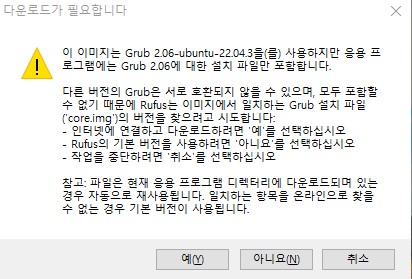 다운로드가 필요합니다
이 이미지는 Grub 2.06-ubuntu-22.04.3을(를) 사용하지만 응용 프
로그램에는 Grub 2.06에 대한 설치 파일만 포함합니다.
다른 버전의 Grub은 서로 호환되지 않을 수 있으며, 모두 포함할
수 없기 때문에 Rufus는 이미지에서 일치하는 Grub 설치 파일
('core.img')의 버전을 찾으려고 시도합니다:
- 인터넷에 연결하고 다운로드하려면 '예'를 선택하십시오
- Rufus의 기본 버전을 사용하려면 '아니요'를 선택하십시오
- 작업을 중단하려면 '취소'를 선택하십시오
참고: 파일은 현재 응용 프로그램 디렉터리에 다운로드되며 있는
경우 자동으로 재사용됩니다. 일치하는 항목을 온라인으로 찾을
수 없는 경우 기본 버전이 사용됩니다.
예(Y)
아니요(N)
취소